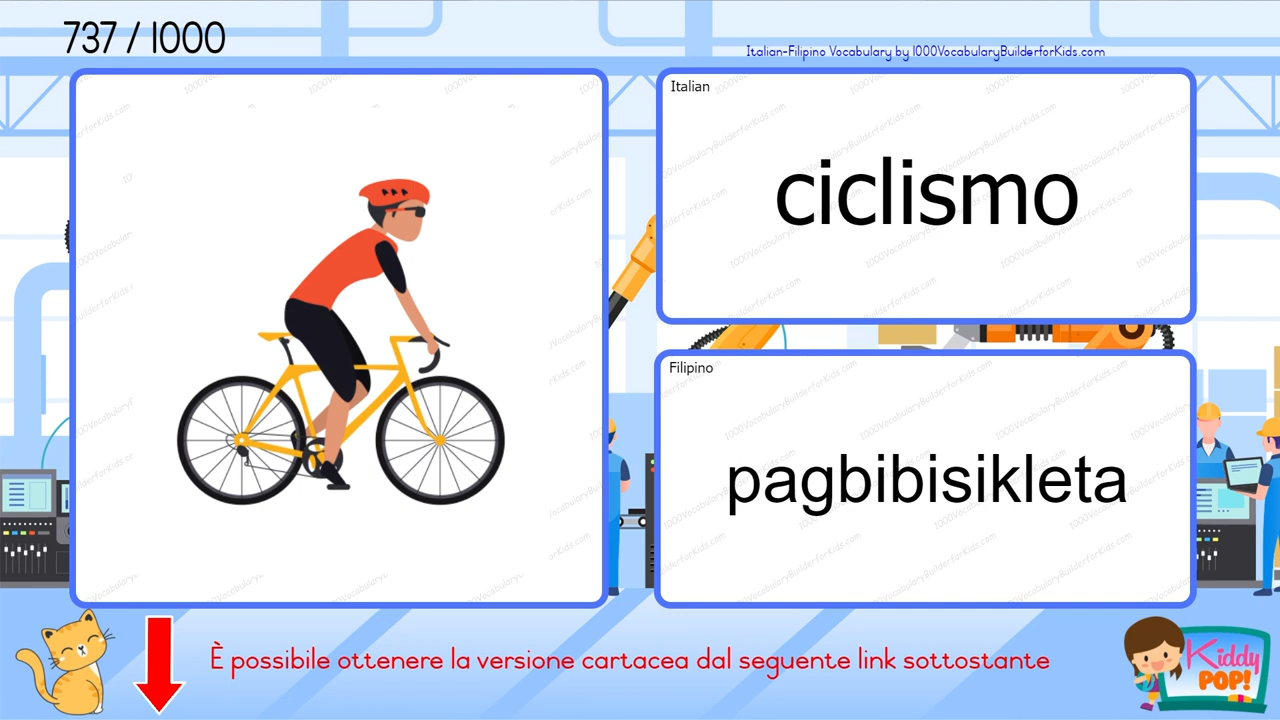 737 / 1000
Italian-Filipino Vocabulary by 1000VocabularyBuilderforKids.com
Italian
ciclismo
Filipino
pagbibisikleta
È possibile ottenere la versione cartacea dal seguente link sottostante
Kiddy
POP!